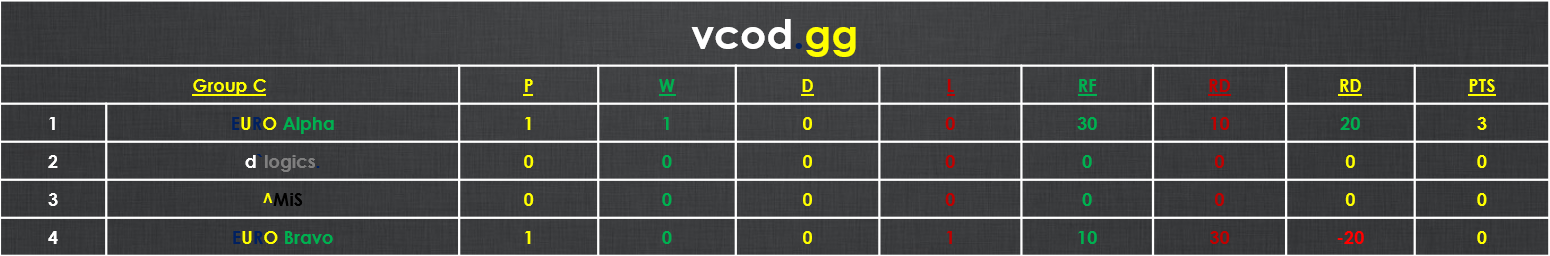 vcod.gg
Group C P W D L RF RD RD PTS
1 EURO Alpha 1 1 0 0 30 10 20 3
2 d`logics. 0 0 0 0 0 0 0 0
3 ^MiS 0 0 0 0 0 0 0 0
4 EURO Bravo 1 0 0 1 10 30 -20 0